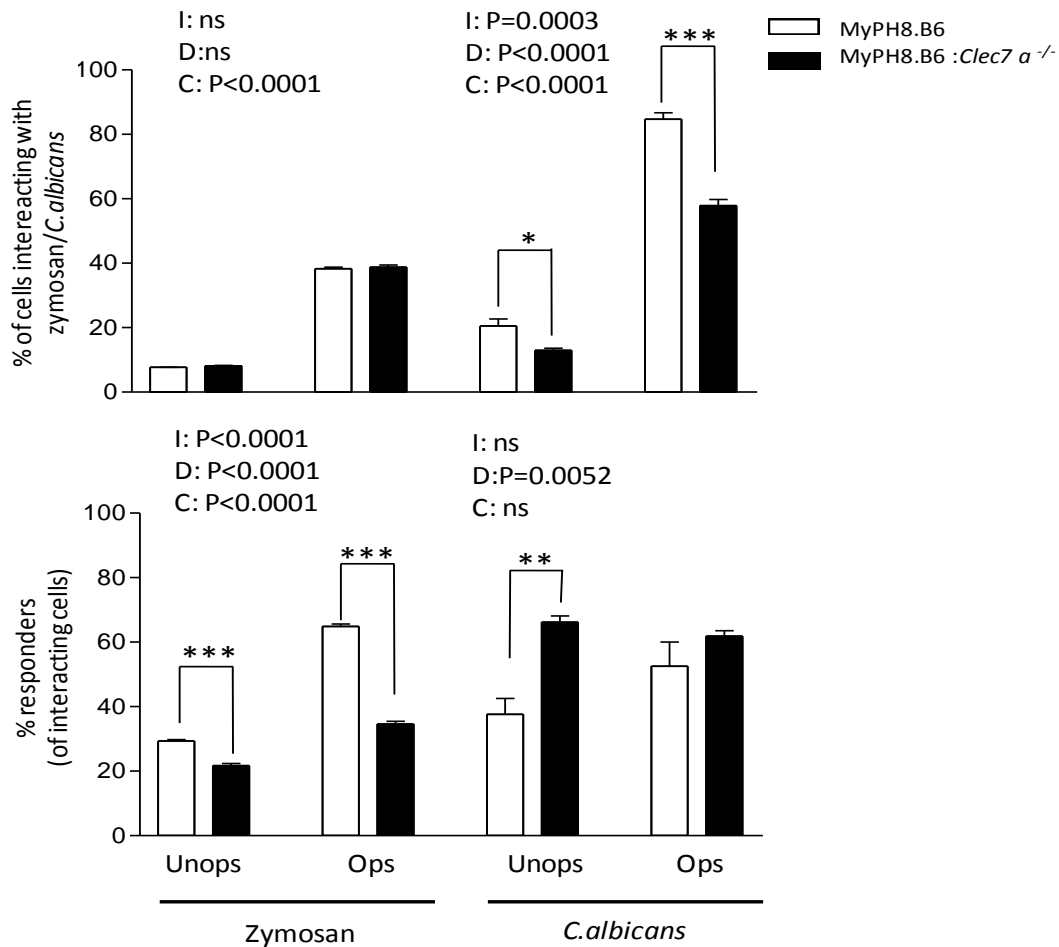 I: ns
D:ns
C: P<0.0001
I: P=0.0003
D: P<0.0001
C: P<0.0001
***
*
MyPH8.B6
MyPH8.B6 :Clec7 a -/-
% of cells intereacting with
zymosan/C.albicans
100
80
60
40
20
0
I: P<0.0001
D: P<0.0001
C: P<0.0001
I: ns
D:P=0.0052
C: ns
***
***
**
% responders
(of interacting cells)
100
80
60
40
20
0
Unops Ops Unops Ops
Zymosan C.albicans